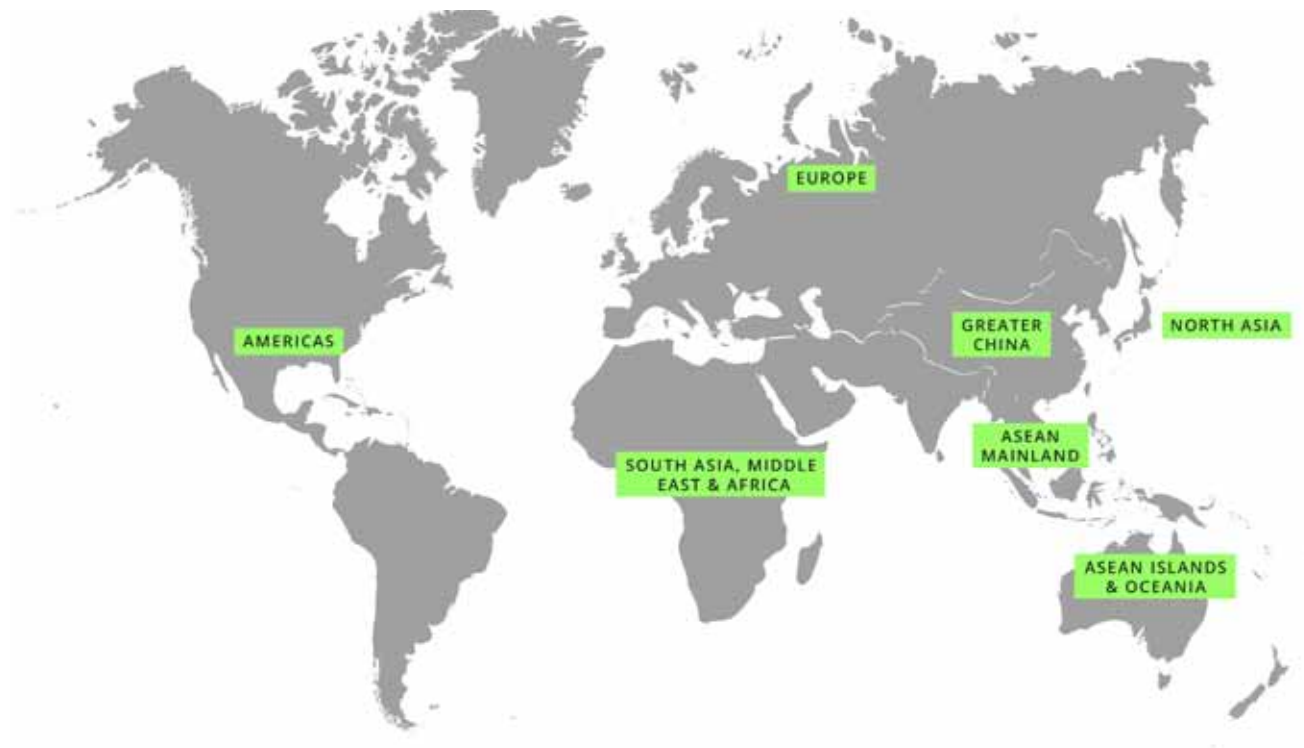 EUROPE
AMERICAS
GREATER
CHINA
NORTH ASIA
ASEAN
MAINLAND
SOUTH ASIA, MIDDLE
EAST & AFRICA
ASEAN ISLANDS
& OCEANIA